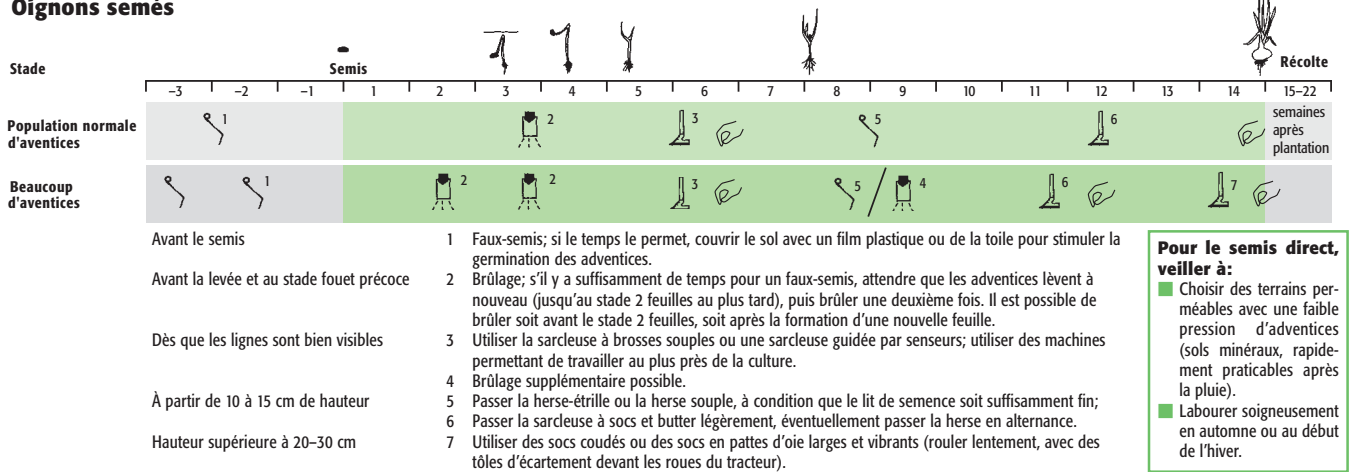 Oignons semés
Stade
Semis
Récolte
–3 –2 –1 1 2 3 4 5 6 7 8 9 10 11 12 13 14 15–22
Population normale
d'aventices
1 2 3 5 6
semaines
après
plantation
Beaucoup
d'aventices
1 2 2 3 5 4 6 7
Avant le semis
1 Faux-semis; si le temps le permet, couvrir le sol avec un film plastique ou de la toile pour stimuler la
germination des adventices.
Avant la levée et au stade fouet précoce
2 Brûlage; s'il y a suffisamment de temps pour un faux-semis, attendre que les adventices lèvent à
nouveau (jusqu'au stade 2 feuilles au plus tard), puis brûler une deuxième fois. Il est possible de
brûler soit avant le stade 2 feuilles, soit après la formation d'une nouvelle feuille.
Dès que les lignes sont bien visibles
3 Utiliser la sarcleuse à brosses souples ou une sarcleuse guidée par senseurs; utiliser des machines
permettant de travailler au plus près de la culture.
4 Brûlage supplémentaire possible.
À partir de 10 à 15 cm de hauteur
5 Passer la herse-étrille ou la herse souple, à condition que le lit de semence soit suffisamment fin;
6 Passer la sarcleuse à socs et butter légèrement, éventuellement passer la herse en alternance.
Hauteur supérieure à 20–30 cm
7 Utiliser des socs coudés ou des socs en pattes d'oie larges et vibrants (rouler lentement, avec des
tôles d'écartement devant les roues du tracteur).
Pour le semis direct,
veiller à:
Choisir des terrains per-
méables avec une faible
pression d'adventices
(sols minéraux, rapide-
ment praticables après
la pluie).
Labourer soigneusement
en automne ou au début
de l'hiver.